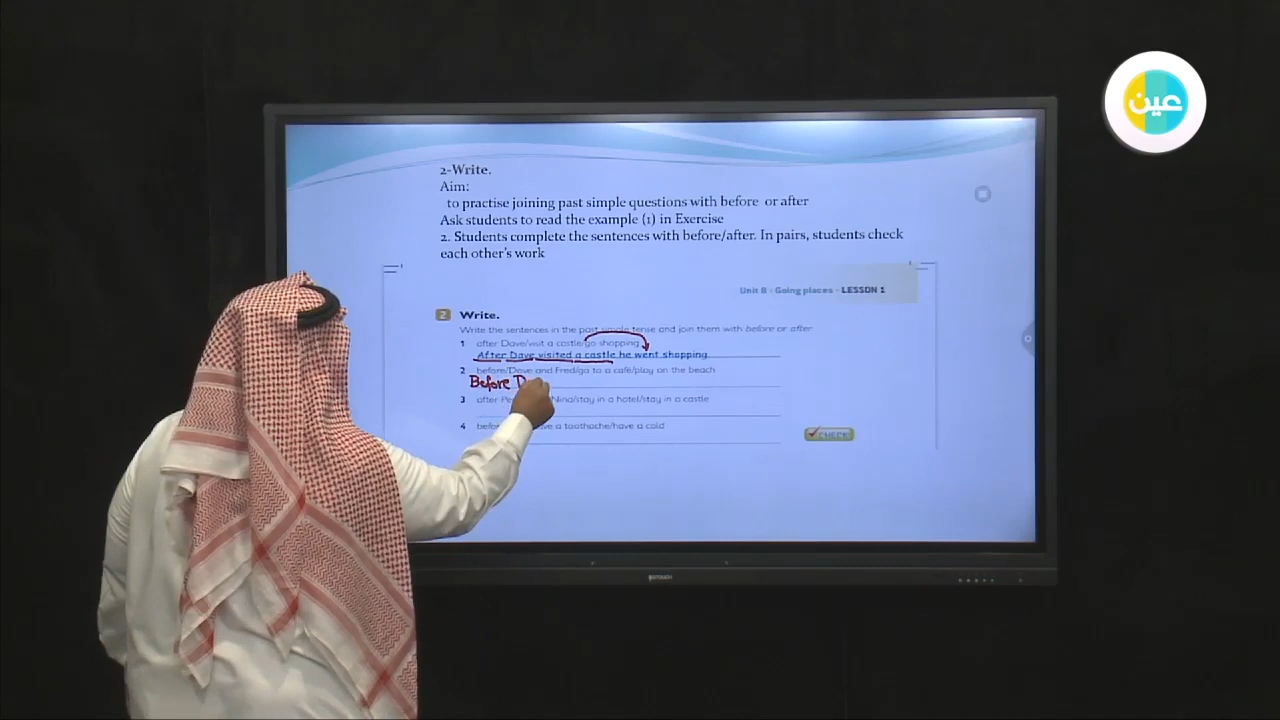 عين
2-Write.
Aim:
to practise joining past simple questions with before or after
Ask students to read the example (1) in Exercise
2. Students complete the sentences with before/after. In pairs, students check
each other's work
Unit 8 - Going places - LESSON 1
2 Write.
Write the sentences in the past simple tense and join them with before or after.
1 after Dave/visit a castle/go shopping
After Dave visited a castle he went shopping
2 before/Dave and Fred/go to a café/play on the beach
Before D
3 after Nina/stay in a hotel/stay in a castle
4 a toothache/have a cold
CHECK